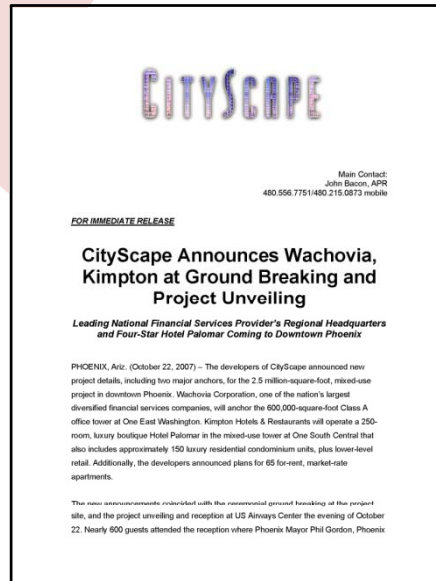 CITYSCAPE
Main Contact:
John Bacon, APR
480.556.7751/480.215.0873 mobile
FOR IMMEDIATE RELEASE
CityScape Announces Wachovia,
Kimpton at Ground Breaking and
Project Unveiling
Leading National Financial Services Provider's Regional Headquarters
and Four-Star Hotel Palomar Coming to Downtown Phoenix
PHOENIX, Ariz. (October 22, 2007) – The developers of CityScape announced new
project details, including two major anchors, for the 2.5 million-square-foot, mixed-use
project in downtown Phoenix. Wachovia Corporation, one of the nation's largest
diversified financial services companies, will anchor the 600,000-square-foot Class A
office tower at One East Washington. Kimpton Hotels & Restaurants will operate a 250-
room, luxury boutique Hotel Palomar in the mixed-use tower at One South Central that
also includes approximately 150 luxury residential condominium units, plus lower-level
retail. Additionally, the developers announced plans for 65 for-rent, market-rate
apartments.
The new announcements coincided with the ceremonial ground breaking at the project
site, and the project unveiling and reception at US Airways Center the evening of October
22. Nearly 600 guests attended the reception where Phoenix Mayor Phil Gordon, Phoenix